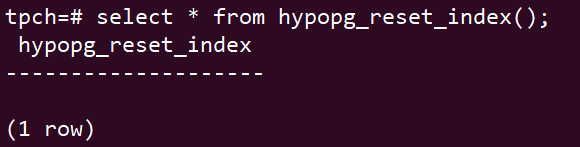 tpch=# select * from hypopg_reset_index();
 hypopg_reset_index
--------------------

(1 row)